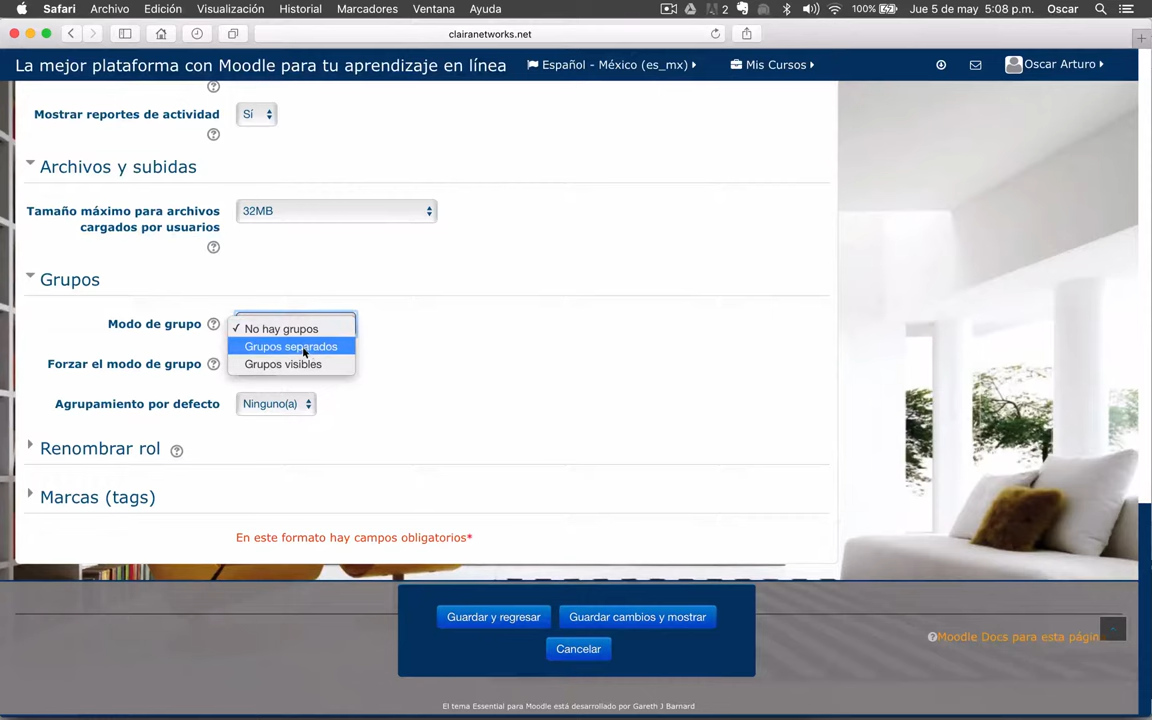 Safari Archivo Edición Visualización Historial Marcadores Ventana Ayuda 2 100% Jue 5 de may 5:08 p.m. Oscar
clairanetworks.net
La mejor plataforma con Moodle para tu aprendizaje en línea Español - México (es_mx) Mis Cursos Oscar Arturo
Mostrar reportes de actividad Sí
Archivos y subidas
Tamaño máximo para archivos 32MB
cargados por usuarios
Grupos
Modo de grupo ✓ No hay grupos
Grupos separados
Forzar el modo de grupo Grupos visibles
Agrupamiento por defecto Ninguno(a)
Renombrar rol
Marcas (tags)
En este formato hay campos obligatorios*
Guardar y regresar Guardar cambios y mostrar
Moodle Docs para esta págin
Cancelar
El tema Essential para Moodle está desarrollado por Gareth J Barnard